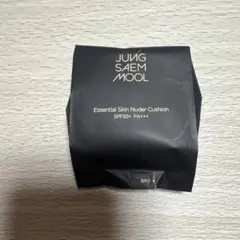 JUNG
SAEM
MOOL
Essential Skin Nuder Cushion
SPF50+ PA+++